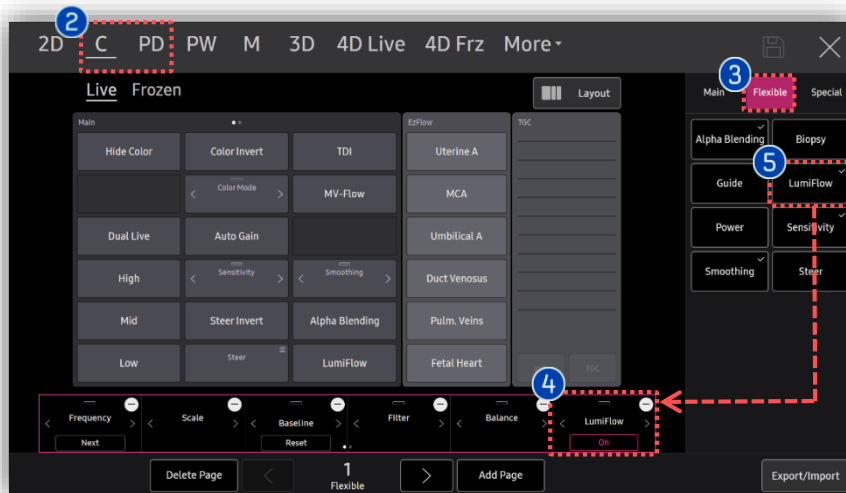 2
2D C PD PW M 3D 4D Live 4D Frz More
3
Live Frozen
Layout
Main Flexible Special
Main
EzFlow
TGC
Hide Color Color Invert TDI Uterine A
Alpha Blending Biopsy
5
Color Mode MV-Flow MCA
Guide LumiFlow
Dual Live Auto Gain Umbilical A
Power Sensitivity
High Sensitivity Smoothing Duct Venosus
Smoothing Steer
Mid Steer Invert Alpha Blending Pulm. Veins
Low Steer LumiFlow Fetal Heart
TGC
4
Frequency Scale Baseline Filter Balance LumiFlow
Next Reset On
Delete Page 1 Add Page Export/Import
Flexible